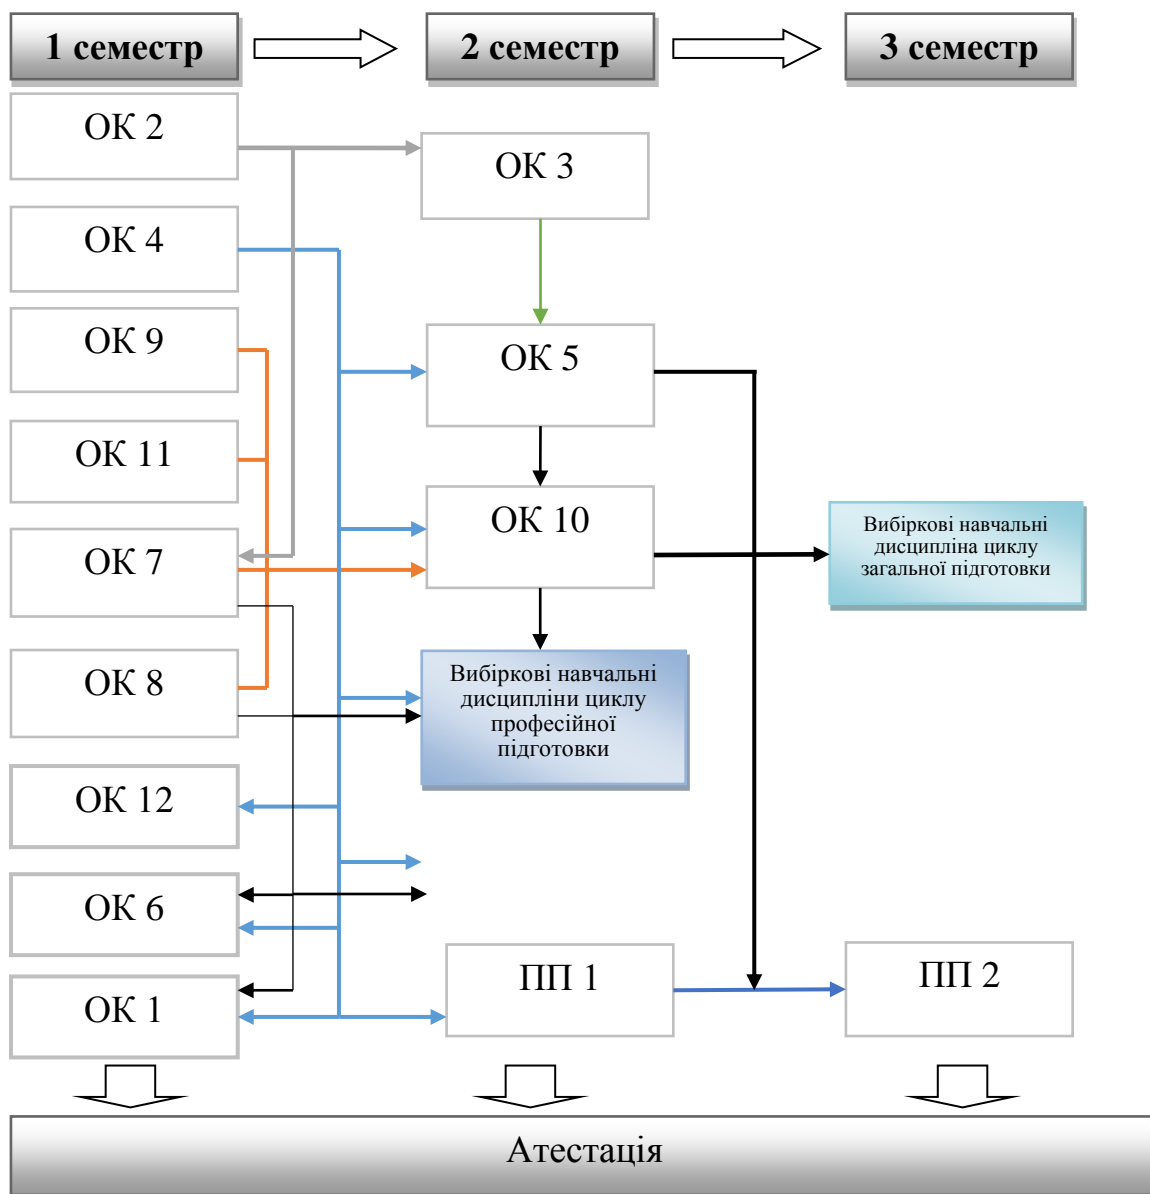 1 семестр
2 семестр
3 семестр
ОК 2
ОК 3
ОК 4
ОК 9
ОК 5
ОК 11
ОК 10
Вибіркові навчальні
дисципліна циклу
загальної підготовки
ОК 7
ОК 8
Вибіркові навчальні
дисципліни циклу
професійної
підготовки
ОК 12
ОК 6
ПП 1
ПП 2
ОК 1
Атестація